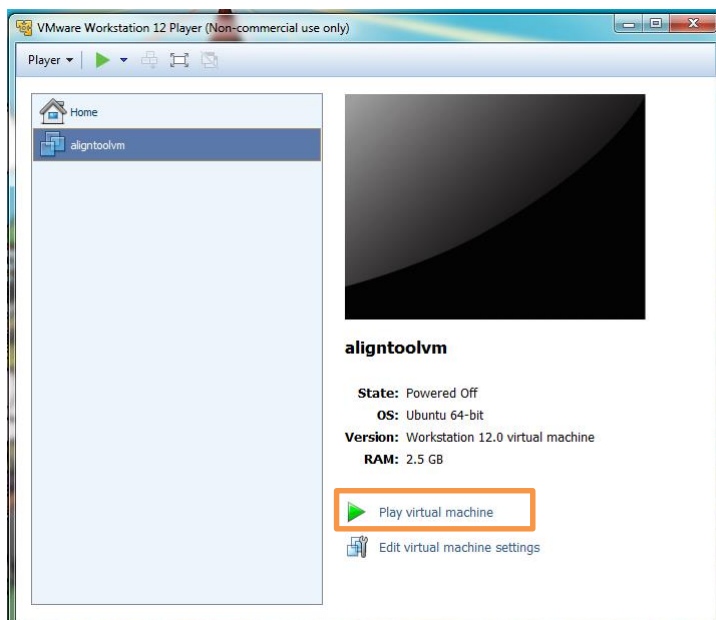 VMware Workstation 12 Player (Non-commercial use only)
Player
Home
aligntoolvm
aligntoolvm
State: Powered Off
OS: Ubuntu 64-bit
Version: Workstation 12.0 virtual machine
RAM: 2.5 GB
Play virtual machine
Edit virtual machine settings